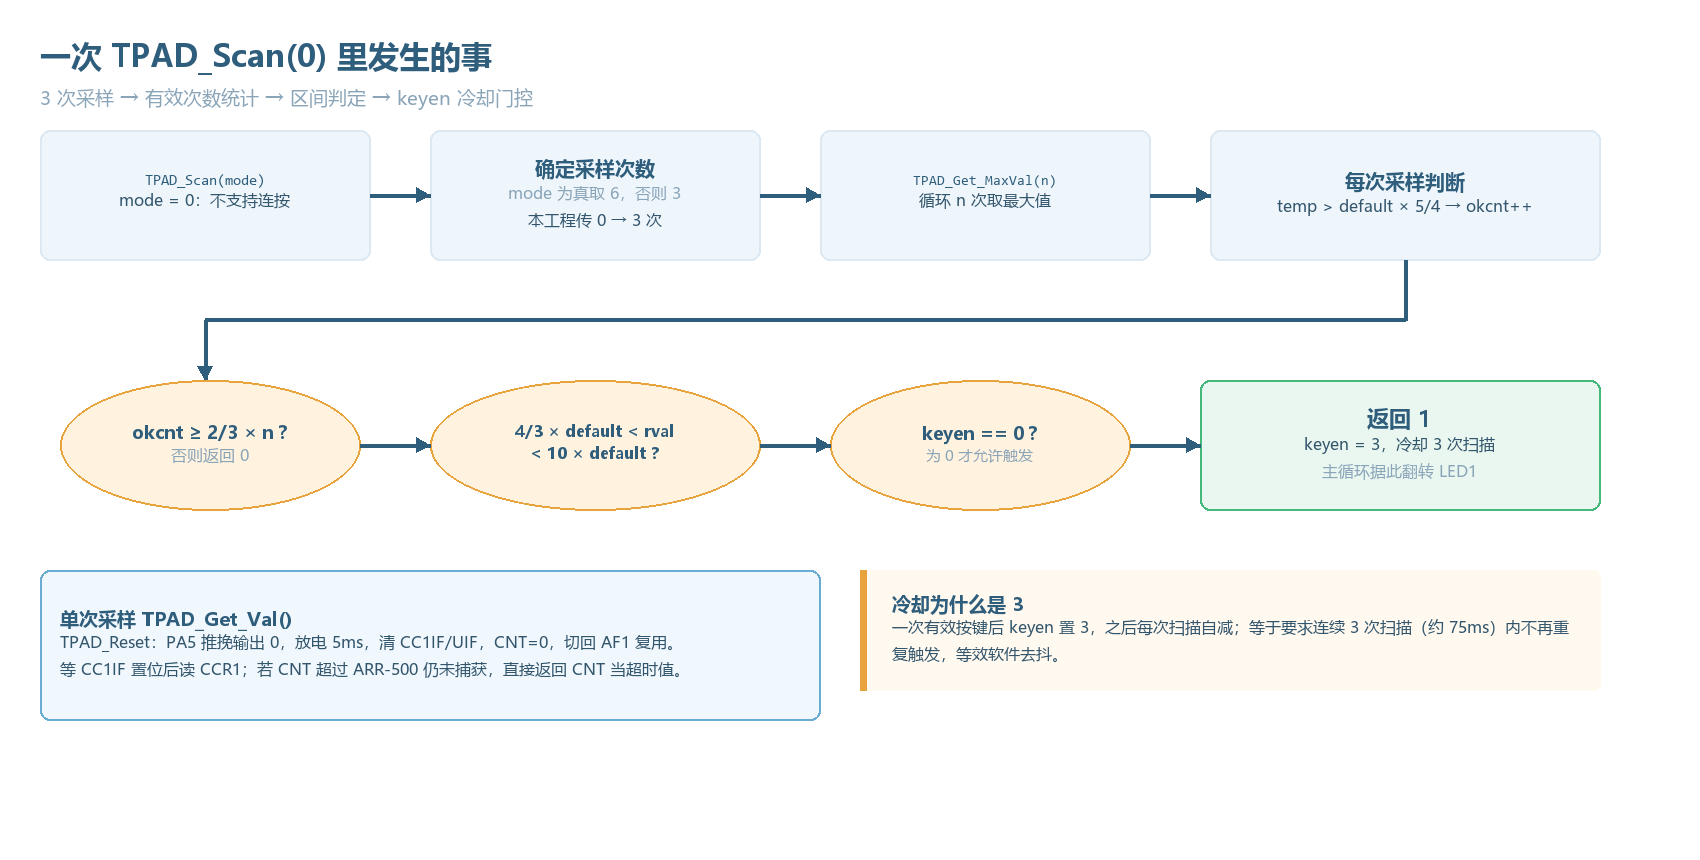 一次 TPAD_Scan(0) 里发生的事
3 次采样 → 有效次数统计 → 区间判定 → keyen 冷却门控
TPAD_Scan(mode)
mode = 0：不支持连按
确定采样次数
mode 为真取 6，否则 3
本工程传 0 → 3 次
TPAD_Get_MaxVal(n)
循环 n 次取最大值
每次采样判断
temp > default × 5/4 → okcnt++
okcnt ≥ 2/3 × n ?
否则返回 0
4/3 × default < rval
< 10 × default ?
keyen == 0 ?
为 0 才允许触发
返回 1
keyen = 3，冷却 3 次扫描
主循环据此翻转 LED1
单次采样 TPAD_Get_Val()
TPAD_Reset：PA5 推挽输出 0，放电 5ms，清 CC1IF/UIF，CNT=0，切回 AF1 复用。
等 CC1IF 置位后读 CCR1；若 CNT 超过 ARR-500 仍未捕获，直接返回 CNT 当超时值。
冷却为什么是 3
一次有效按键后 keyen 置 3，之后每次扫描自减；等于要求连续 3 次扫描（约 75ms）内不再重
复触发，等效软件去抖。